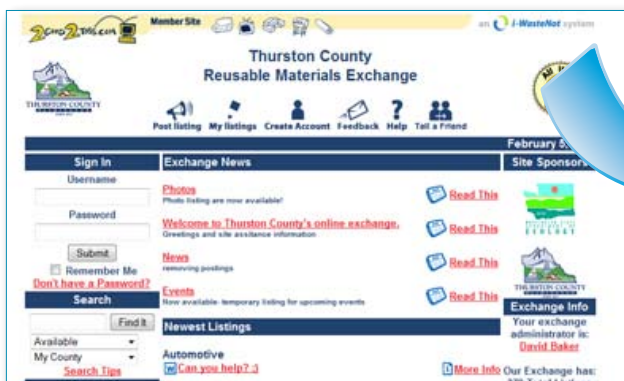 2good2toss.com
Member Site
an i-WasteNot system
Thurston County
Reusable Materials Exchange
THURSTON COUNTY
Post listing My listings Create Account Feedback Help Tell a Friend
February 5,
Sign In
Username
Password
Submit
Remember Me
Don't have a Password?
Search
Find It
Available
My County
Search Tips
Exchange News
Photos
Photo listing are now available!
Read This
Welcome to Thurston County's online exchange.
Greetings and site assitance information
Read This
News
removing postings
Read This
Events
Now available- temporary listing for upcoming events
Read This
Newest Listings
Automotive
w Can you help? :)
i More Info
Site Sponsors
ECOLOGY
THURSTON COUNTY
Exchange Info
Your exchange
administrator is:
David Baker
Our Exchange has: